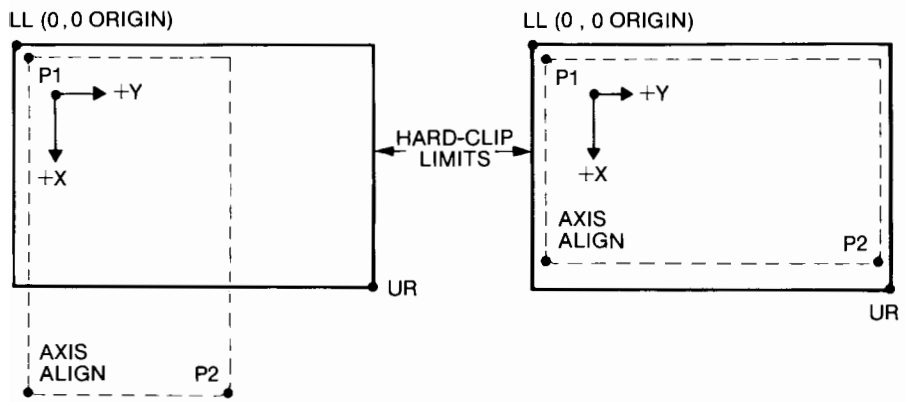 LL (0,0 ORIGIN)
P1
+Y
+X
UR
AXIS
ALIGN
P2
HARD-CLIP
LIMITS
LL (0,0 ORIGIN)
P1
+Y
+X
AXIS
ALIGN
P2
UR